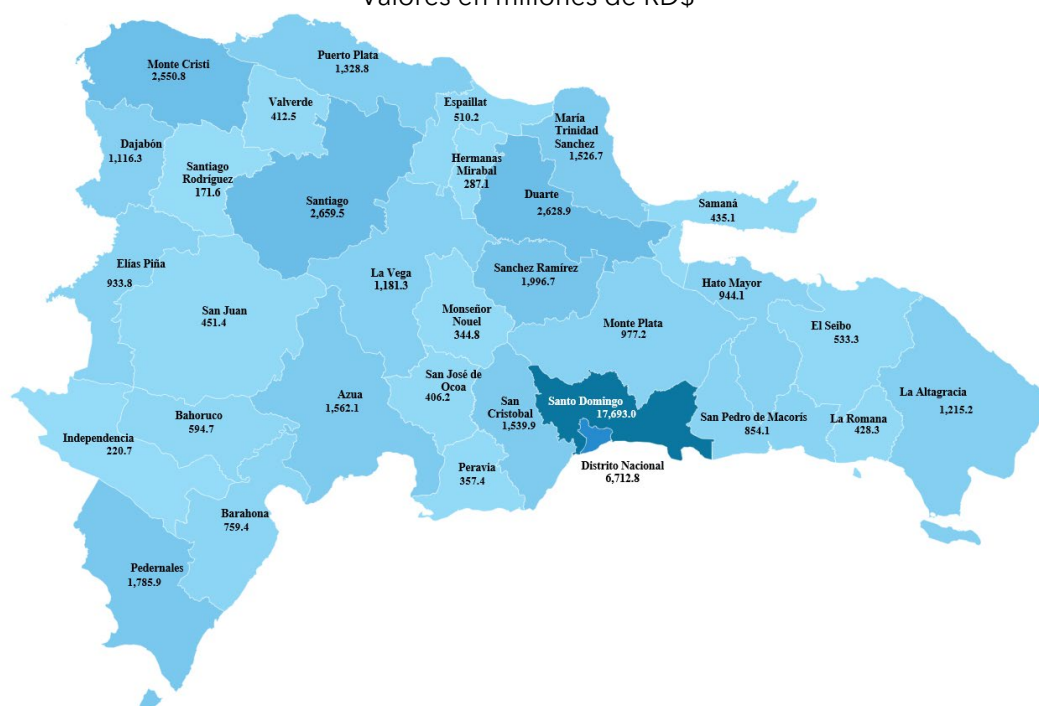 Valores en millones de RD$
Puerto Plata
1,328.8
Monte Cristi
2,550.8
Valverde
412.5
Espaillat
510.2
María
Trinidad
Sanchez
1,526.7
Dajabón
1,116.3
Santiago
Rodríguez
171.6
Hermanas
Mirabal
287.1
Santiago
2,659.5
Duarte
2,628.9
Samaná
435.1
Elías Piña
933.8
La Vega
1,181.3
Sanchez Ramírez
1,996.7
Hato Mayor
944.1
San Juan
451.4
Monseñor
Nouel
344.8
Monte Plata
977.2
El Seibo
533.3
San José de
Ocoa
406.2
Azua
1,562.1
San
Cristobal
1,539.9
Santo Domingo
17,693.0
La Altagracia
1,215.2
Bahoruco
594.7
San Pedro de Macorís
854.1
La Romana
428.3
Independencia
220.7
Peravia
357.4
Distrito Nacional
6,712.8
Barahona
759.4
Pedernales
1,785.9